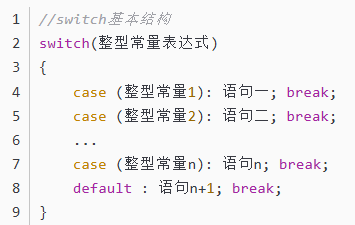 1 //switch基本结构
2 switch(整型常量表达式)
3 {
4 case (整型常量1): 语句一; break;
5 case (整型常量2): 语句二; break;
6 ...
7 case (整型常量n): 语句n; break;
8 default : 语句n+1; break;
9 }